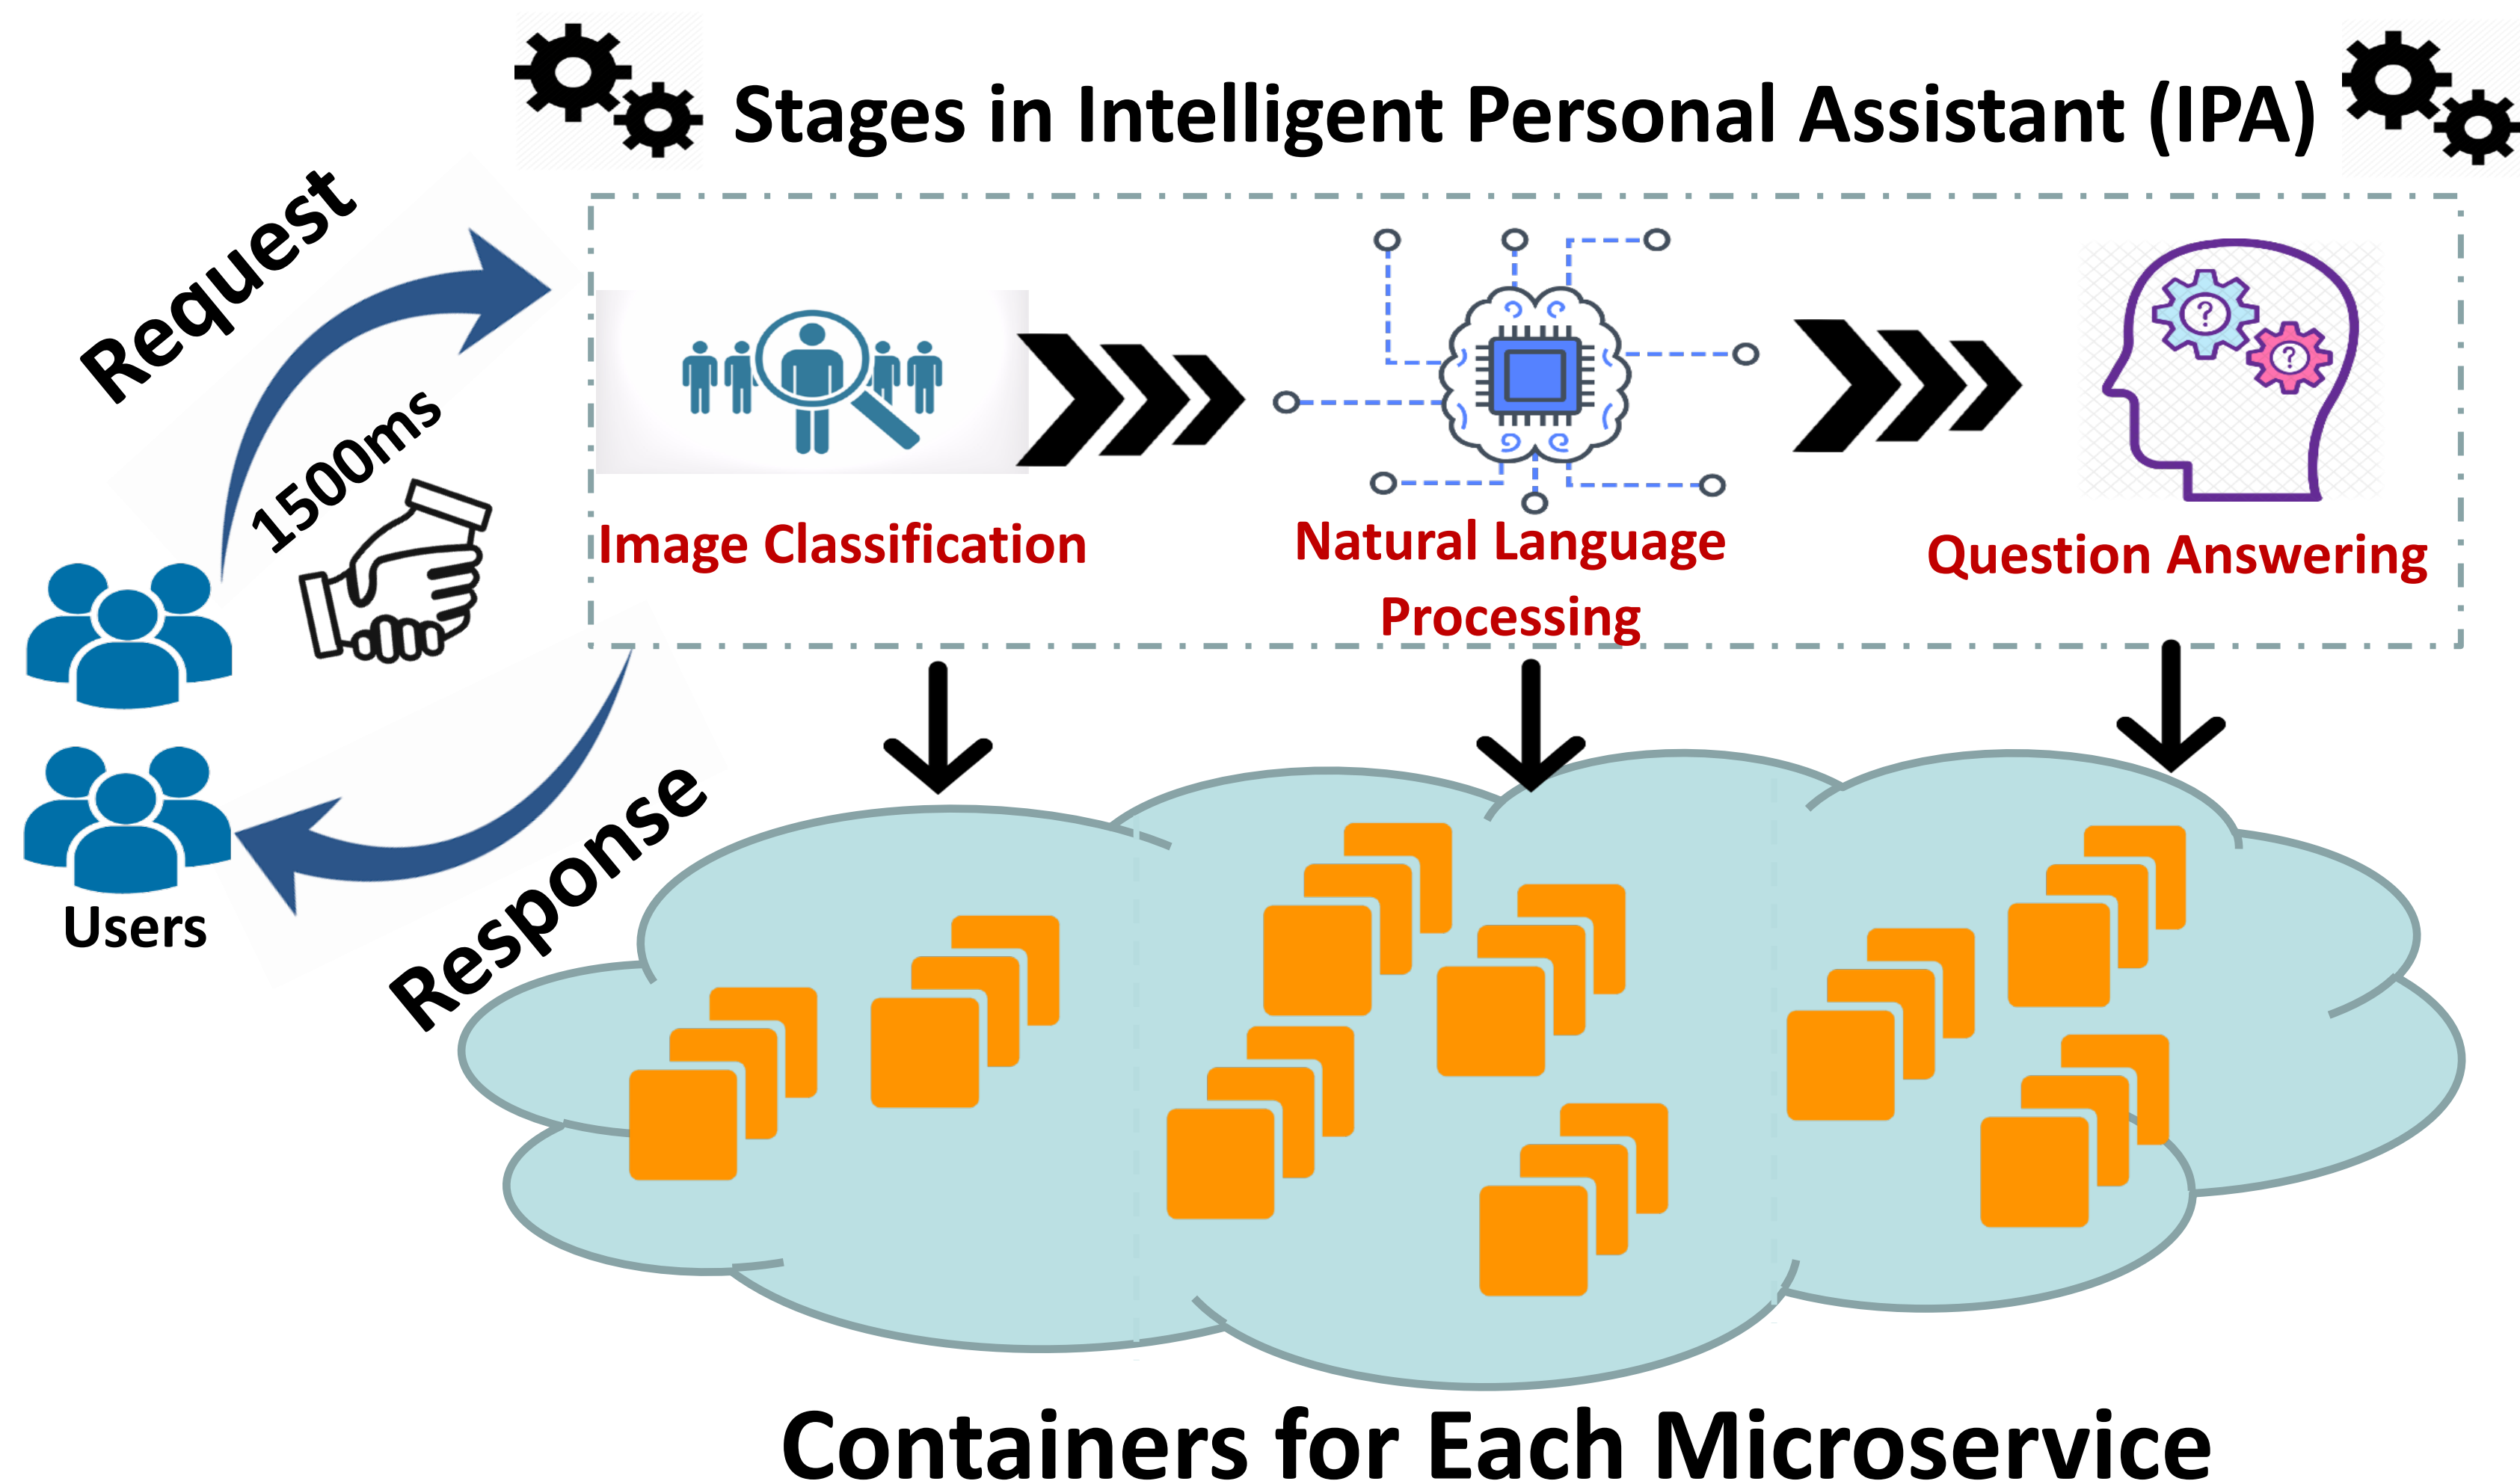 Stages in Intelligent Personal Assistant (IPA)
Request
1500ms
Image Classification
Natural Language
Processing
Question Answering
Users
Response
? ?
Containers for Each Microservice